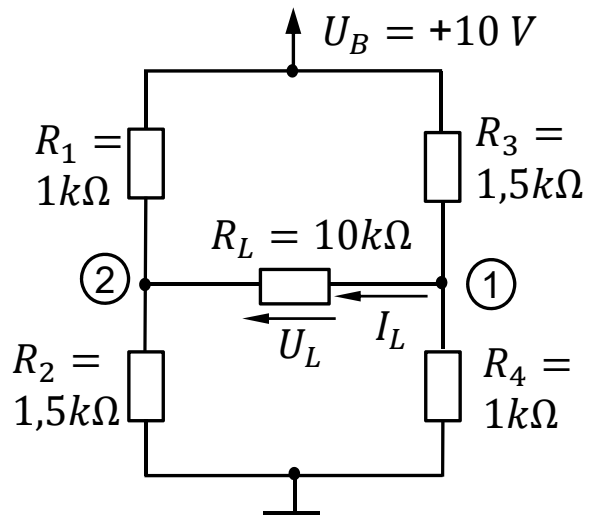 U_B = +10 V
R_1 =
1kΩ
R_3 =
1,5kΩ
R_L = 10kΩ
2
1
U_L
I_L
R_2 =
1,5kΩ
R_4 =
1kΩ